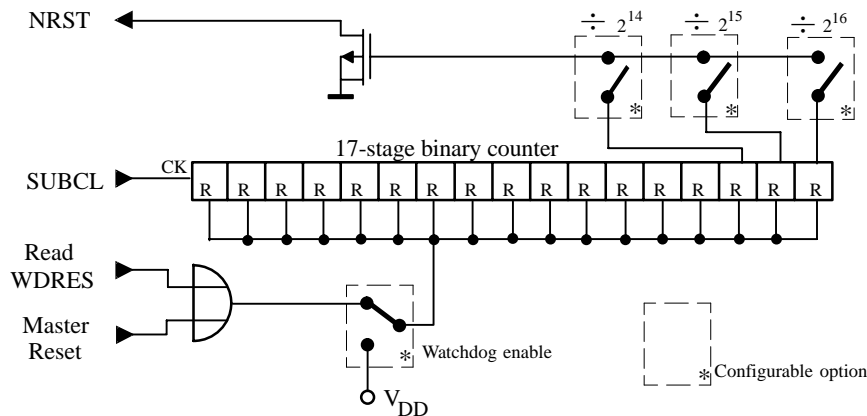 NRST
÷ 2^14
÷ 2^15
÷ 2^16
*
*
*
17-stage binary counter
SUBCL
CK
R R R R R R R R R R R R R R R R
Read
WDRES
Master
Reset
* Watchdog enable
VDD
* Configurable option